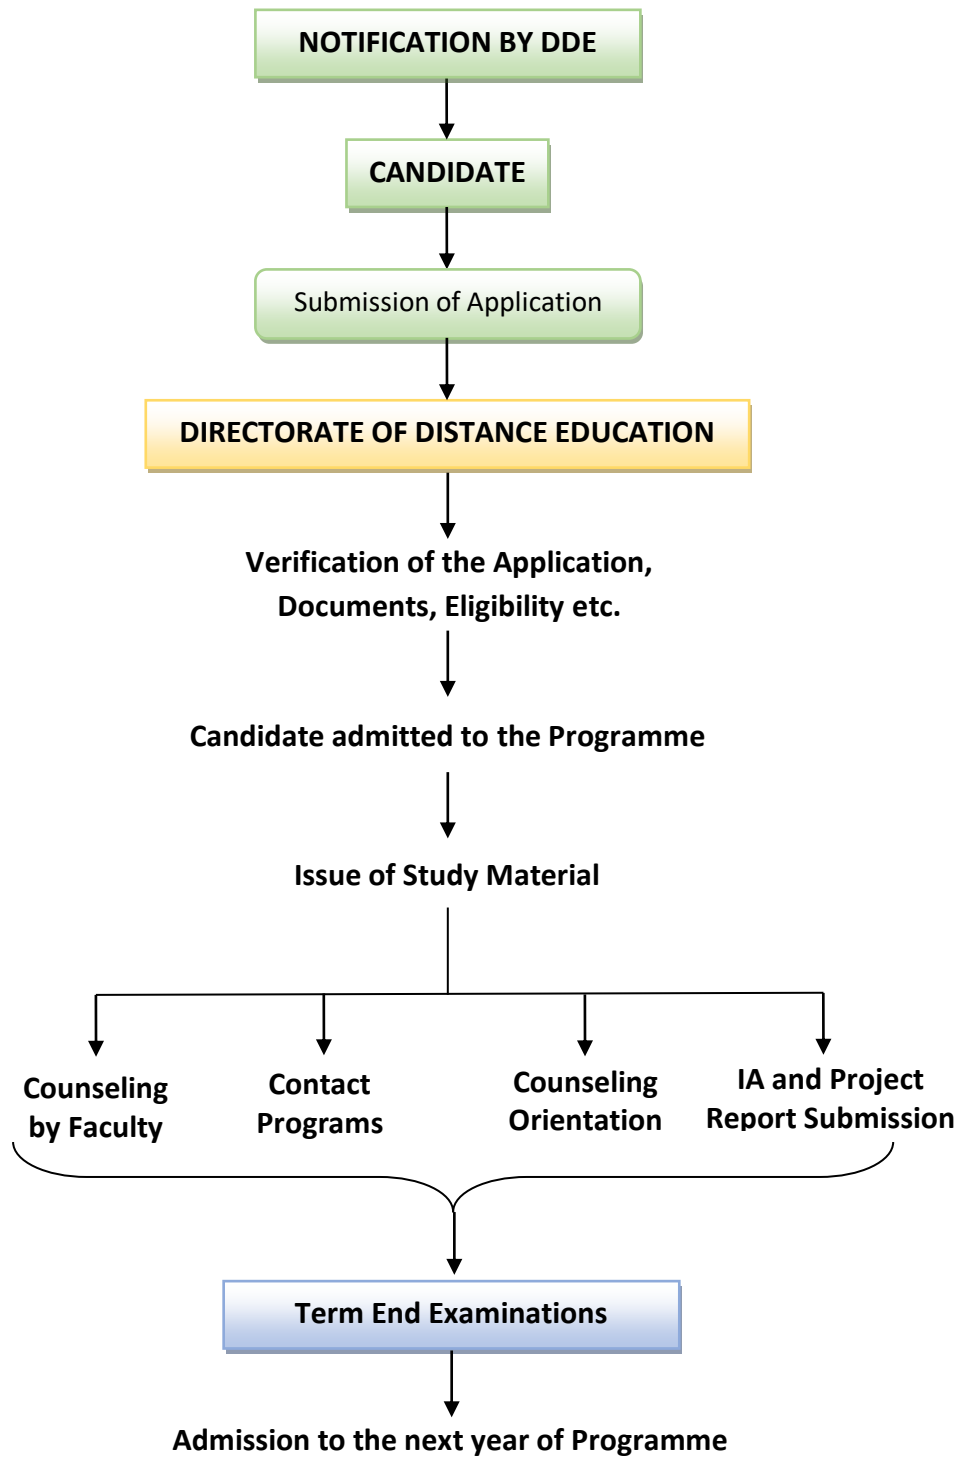 NOTIFICATION BY DDE
CANDIDATE
Submission of Application
DIRECTORATE OF DISTANCE EDUCATION
Verification of the Application,
Documents, Eligibility etc.
Candidate admitted to the Programme
Issue of Study Material
Counseling
by Faculty
Contact
Programs
Counseling
Orientation
IA and Project
Report Submission
Term End Examinations
Admission to the next year of Programme